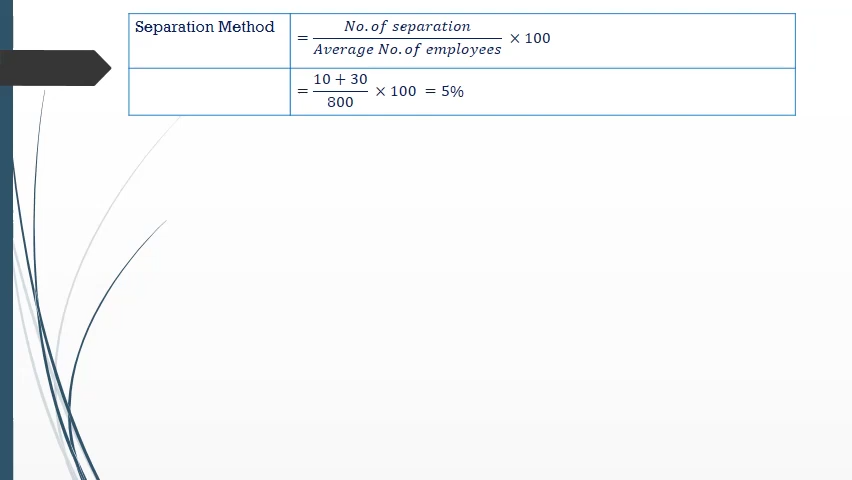 Separation Method
= No.of separation / Average No.of employees × 100
= 10 + 30 / 800 × 100 = 5%